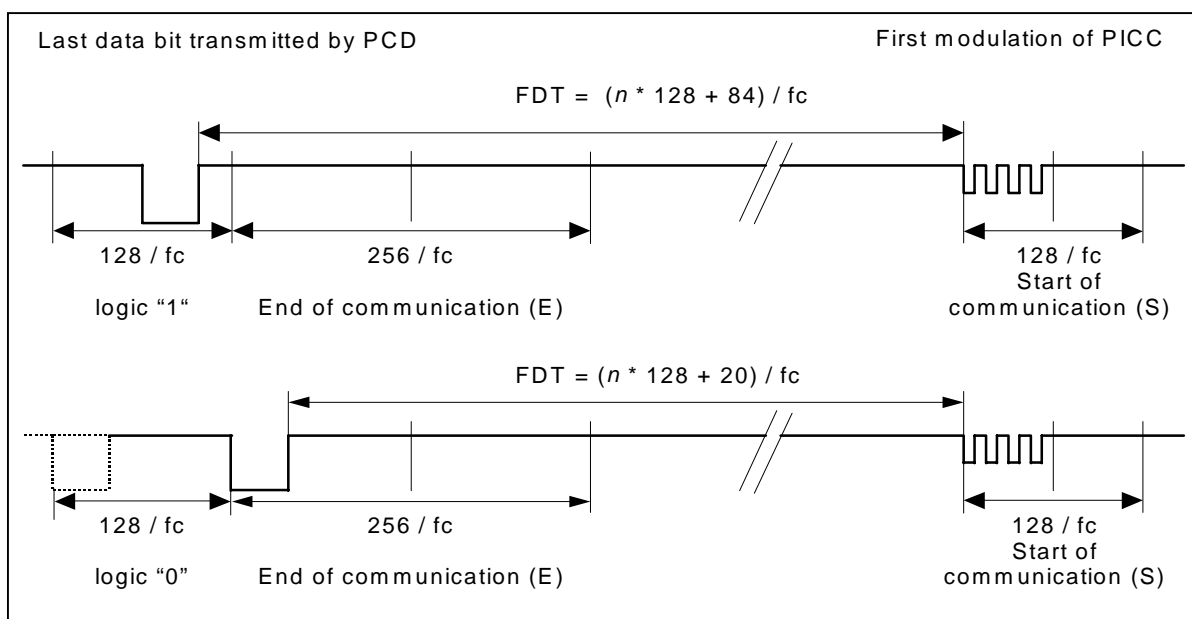 Last data bit transmitted by PCD
First modulation of PICC
FDT = (n * 128 + 84) / fc
128 / fc
256 / fc
128 / fc
logic “1“
End of communication (E)
Start of
communication (S)
FDT = (n * 128 + 20) / fc
128 / fc
256 / fc
128 / fc
logic “0”
End of communication (E)
Start of
communication (S)